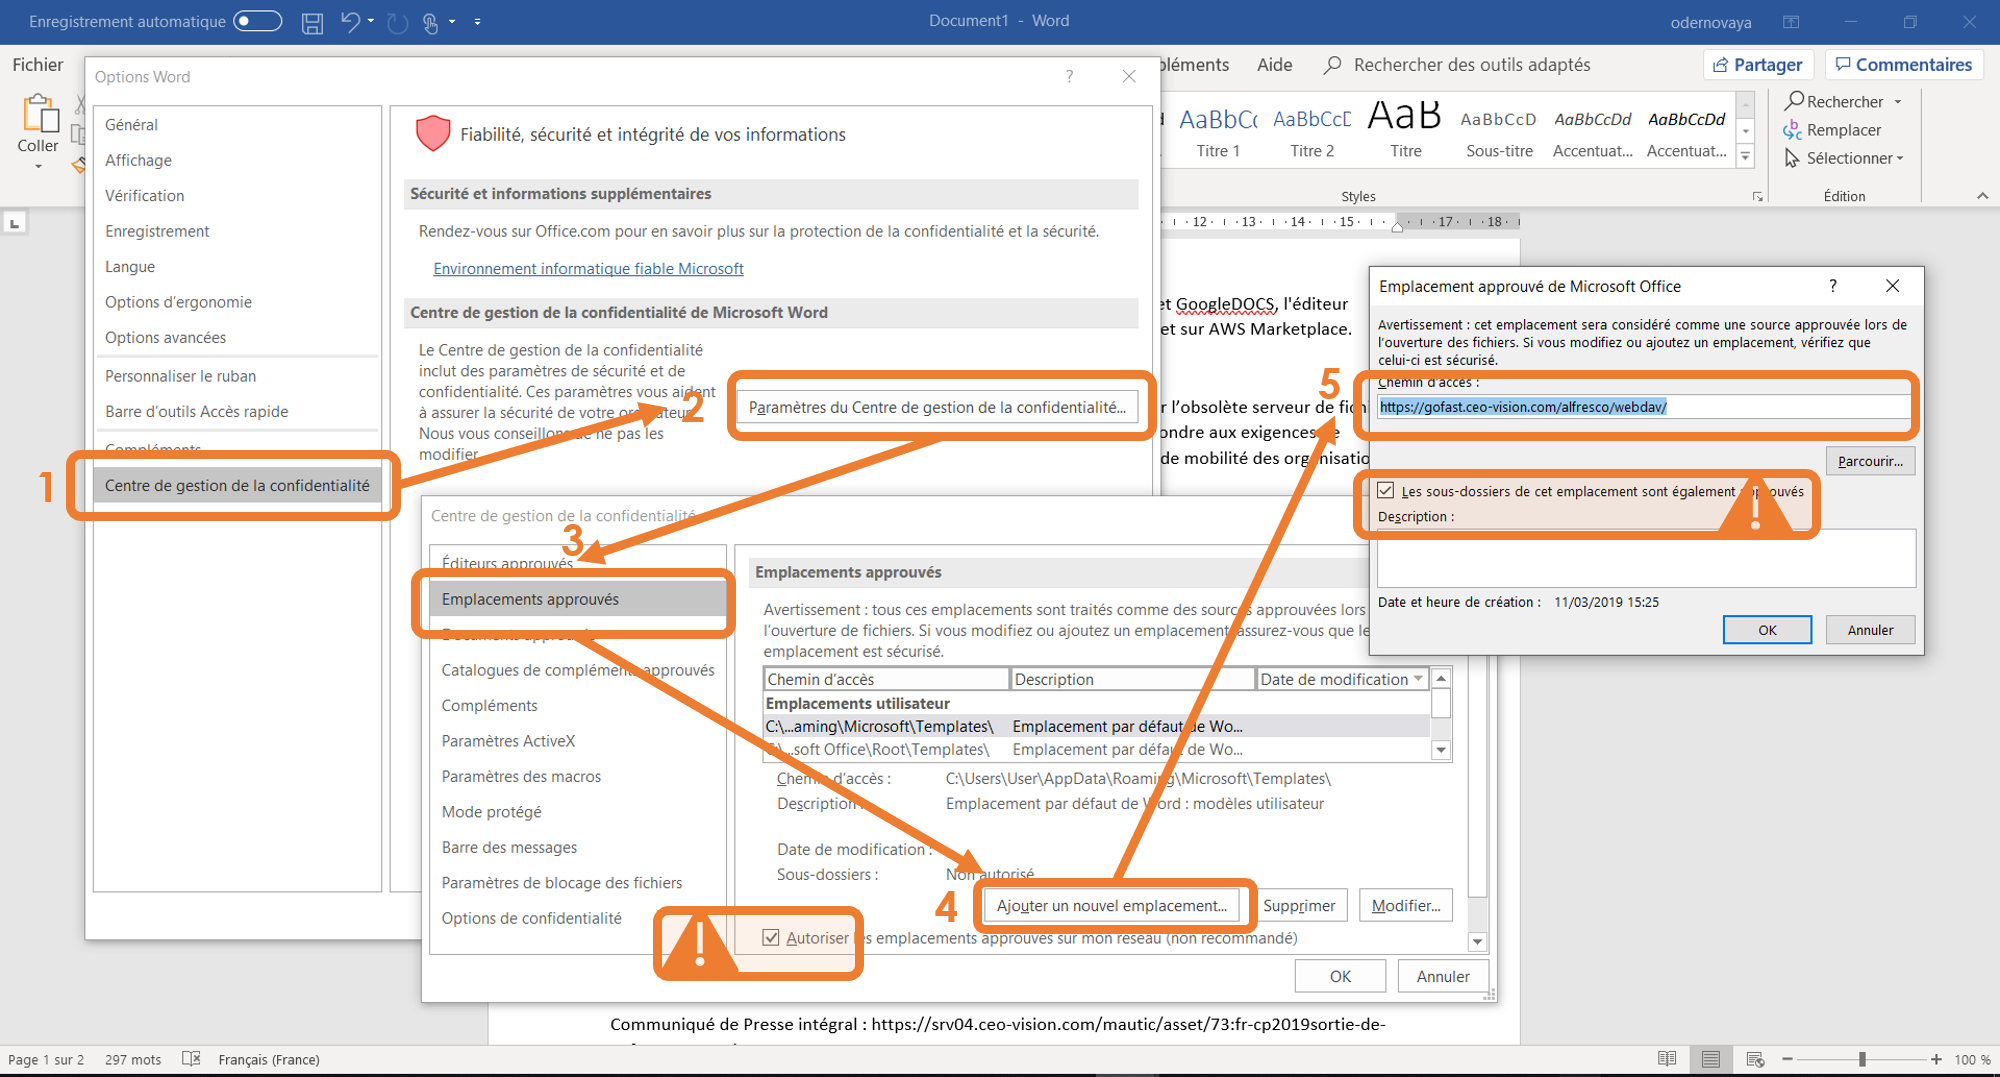 Enregistrement automatique
Document1 - Word
odernovaya
Fichier
Options Word
?
pléments
Aide
Rechercher des outils adaptés
Partager
Commentaires
Coller
Général
Affichage
Vérification
Enregistrement
Langue
Options d'ergonomie
Options avancées
Personnaliser le ruban
Barre d'outils Accès rapide
Compléments
Centre de gestion de la confidentialité
1
Fiabilité, sécurité et intégrité de vos informations
Sécurité et informations supplémentaires
Rendez-vous sur Office.com pour en savoir plus sur la protection de la confidentialité et la sécurité.
Environnement informatique fiable Microsoft
Centre de gestion de la confidentialité de Microsoft Word
Le Centre de gestion de la confidentialité
inclut des paramètres de sécurité et de
confidentialité. Ces paramètres vous aident
à assurer la sécurité de votre ordinateur.
Nous vous conseillons de ne pas les
modifier.
2
Paramètres du Centre de gestion de la confidentialité...
AaBbCc
Titre 1
AaBbCcD
Titre 2
AaB
Titre
AaBbCcD
Sous-titre
AaBbCcDd
Accentuat...
AaBbCcDd
Accentuat...
Styles
Rechercher
Remplacer
Sélectionner
Édition
12 13 14 15 17 18
et GoogleDOCS, l'éditeur
et sur AWS Marketplace.
r l'obsolète serveur de fichi
ondre aux exigences de
de mobilité des organisatio
Centre de gestion de la confidentialité
3
Éditeurs approuvés
Emplacements approuvés
Documents approuvés
Catalogues de compléments approuvés
Compléments
Paramètres ActiveX
Paramètres des macros
Mode protégé
Barre des messages
Paramètres de blocage des fichiers
Options de confidentialité
Emplacements approuvés
Avertissement : tous ces emplacements sont traités comme des sources approuvées lors
l'ouverture de fichiers. Si vous modifiez ou ajoutez un emplacement, assurez-vous que le
emplacement est sécurisé.
Chemin d'accès
Description
Date de modification
Emplacements utilisateur
C:\...aming\Microsoft\Templates\
Emplacement par défaut de Wo...
C:\...soft Office\Root\Templates\
Emplacement par défaut de Wo...
Chemin d'accès :
C:\Users\User\AppData\Roaming\Microsoft\Templates\
Description :
Emplacement par défaut de Word : modèles utilisateur
Date de modification :
Sous-dossiers :
Non autorisé
4
Ajouter un nouvel emplacement...
Supprimer
Modifier...
!
Autoriser les emplacements approuvés sur mon réseau (non recommandé)
OK
Annuler
5
Emplacement approuvé de Microsoft Office
?
Avertissement : cet emplacement sera considéré comme une source approuvée lors de
l'ouverture des fichiers. Si vous modifiez ou ajoutez un emplacement, vérifiez que
celui-ci est sécurisé.
Chemin d'accès :
https://gofast.ceo-vision.com/alfresco/webdav/
Parcourir...
Les sous-dossiers de cet emplacement sont également approuvés
!
Description :
Date et heure de création : 11/03/2019 15:25
OK
Annuler
Communiqué de Presse intégral : https://srv04.ceo-vision.com/mautic/asset/73:fr-cp2019sortie-de-
Page 1 sur 2
297 mots
Français (France)
100 %